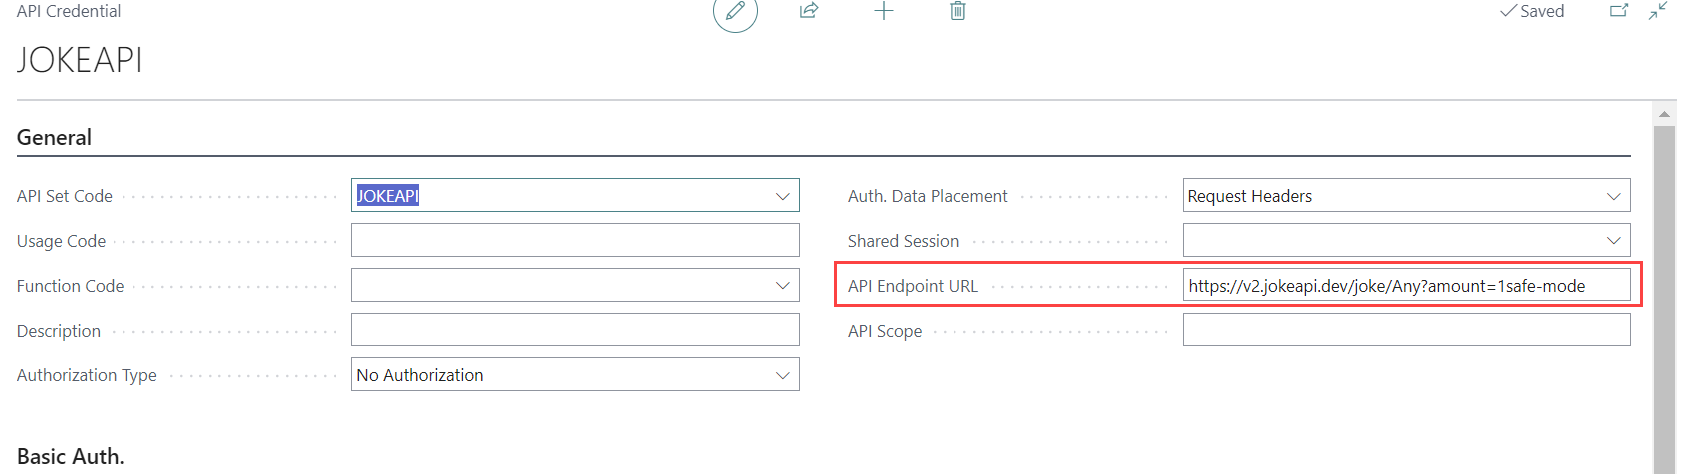 API Credential
Saved
JOKEAPI
General
API Set Code JOKEAPI
Auth. Data Placement Request Headers
Usage Code
Shared Session
Function Code
API Endpoint URL https://v2.jokeapi.dev/joke/Any?amount=1safe-mode
Description
API Scope
Authorization Type No Authorization
Basic Auth.